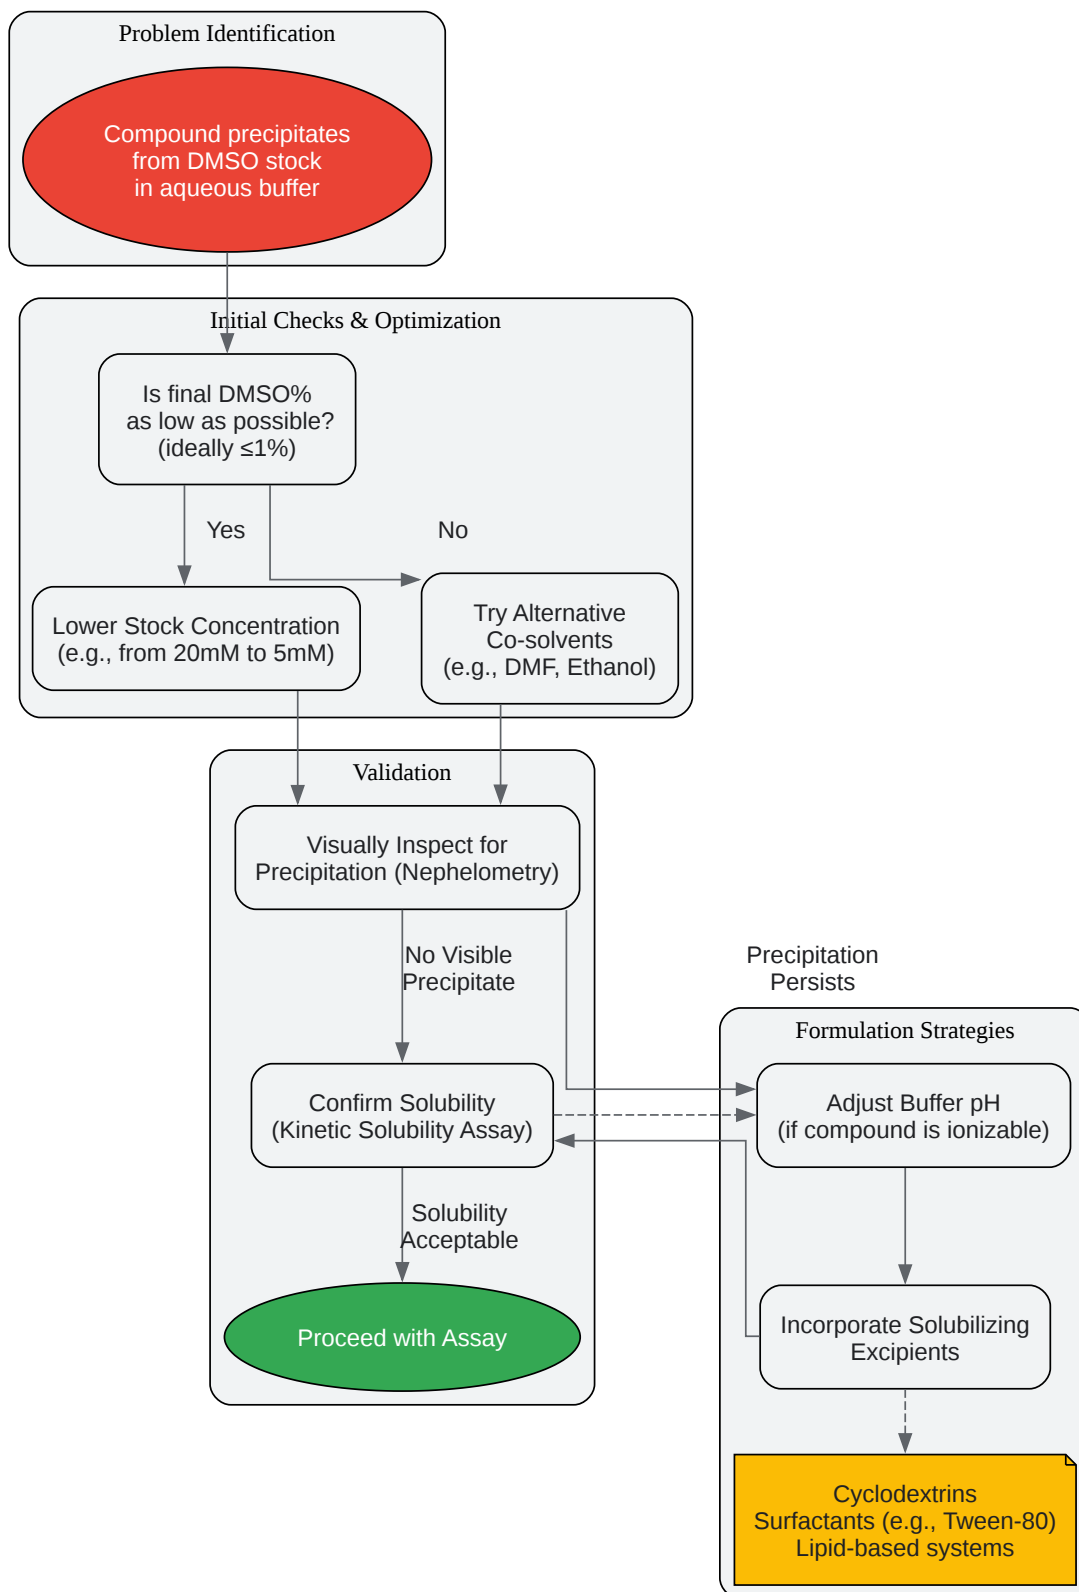 Problem Identification
Compound precipitates
from DMSO stock
in aqueous buffer
Initial Checks & Optimization
Is final DMSO%
as low as possible?
(ideally ≤1%)
Yes
No
Lower Stock Concentration
(e.g., from 20mM to 5mM)
Try Alternative
Co-solvents
(e.g., DMF, Ethanol)
Validation
Visually Inspect for
Precipitation (Nephelometry)
No Visible
Precipitate
Precipitation
Persists
Formulation Strategies
Confirm Solubility
(Kinetic Solubility Assay)
Adjust Buffer pH
(if compound is ionizable)
Solubility
Acceptable
Proceed with Assay
Incorporate Solubilizing
Excipients
Cyclodextrins
Surfactants (e.g., Tween-80)
Lipid-based systems